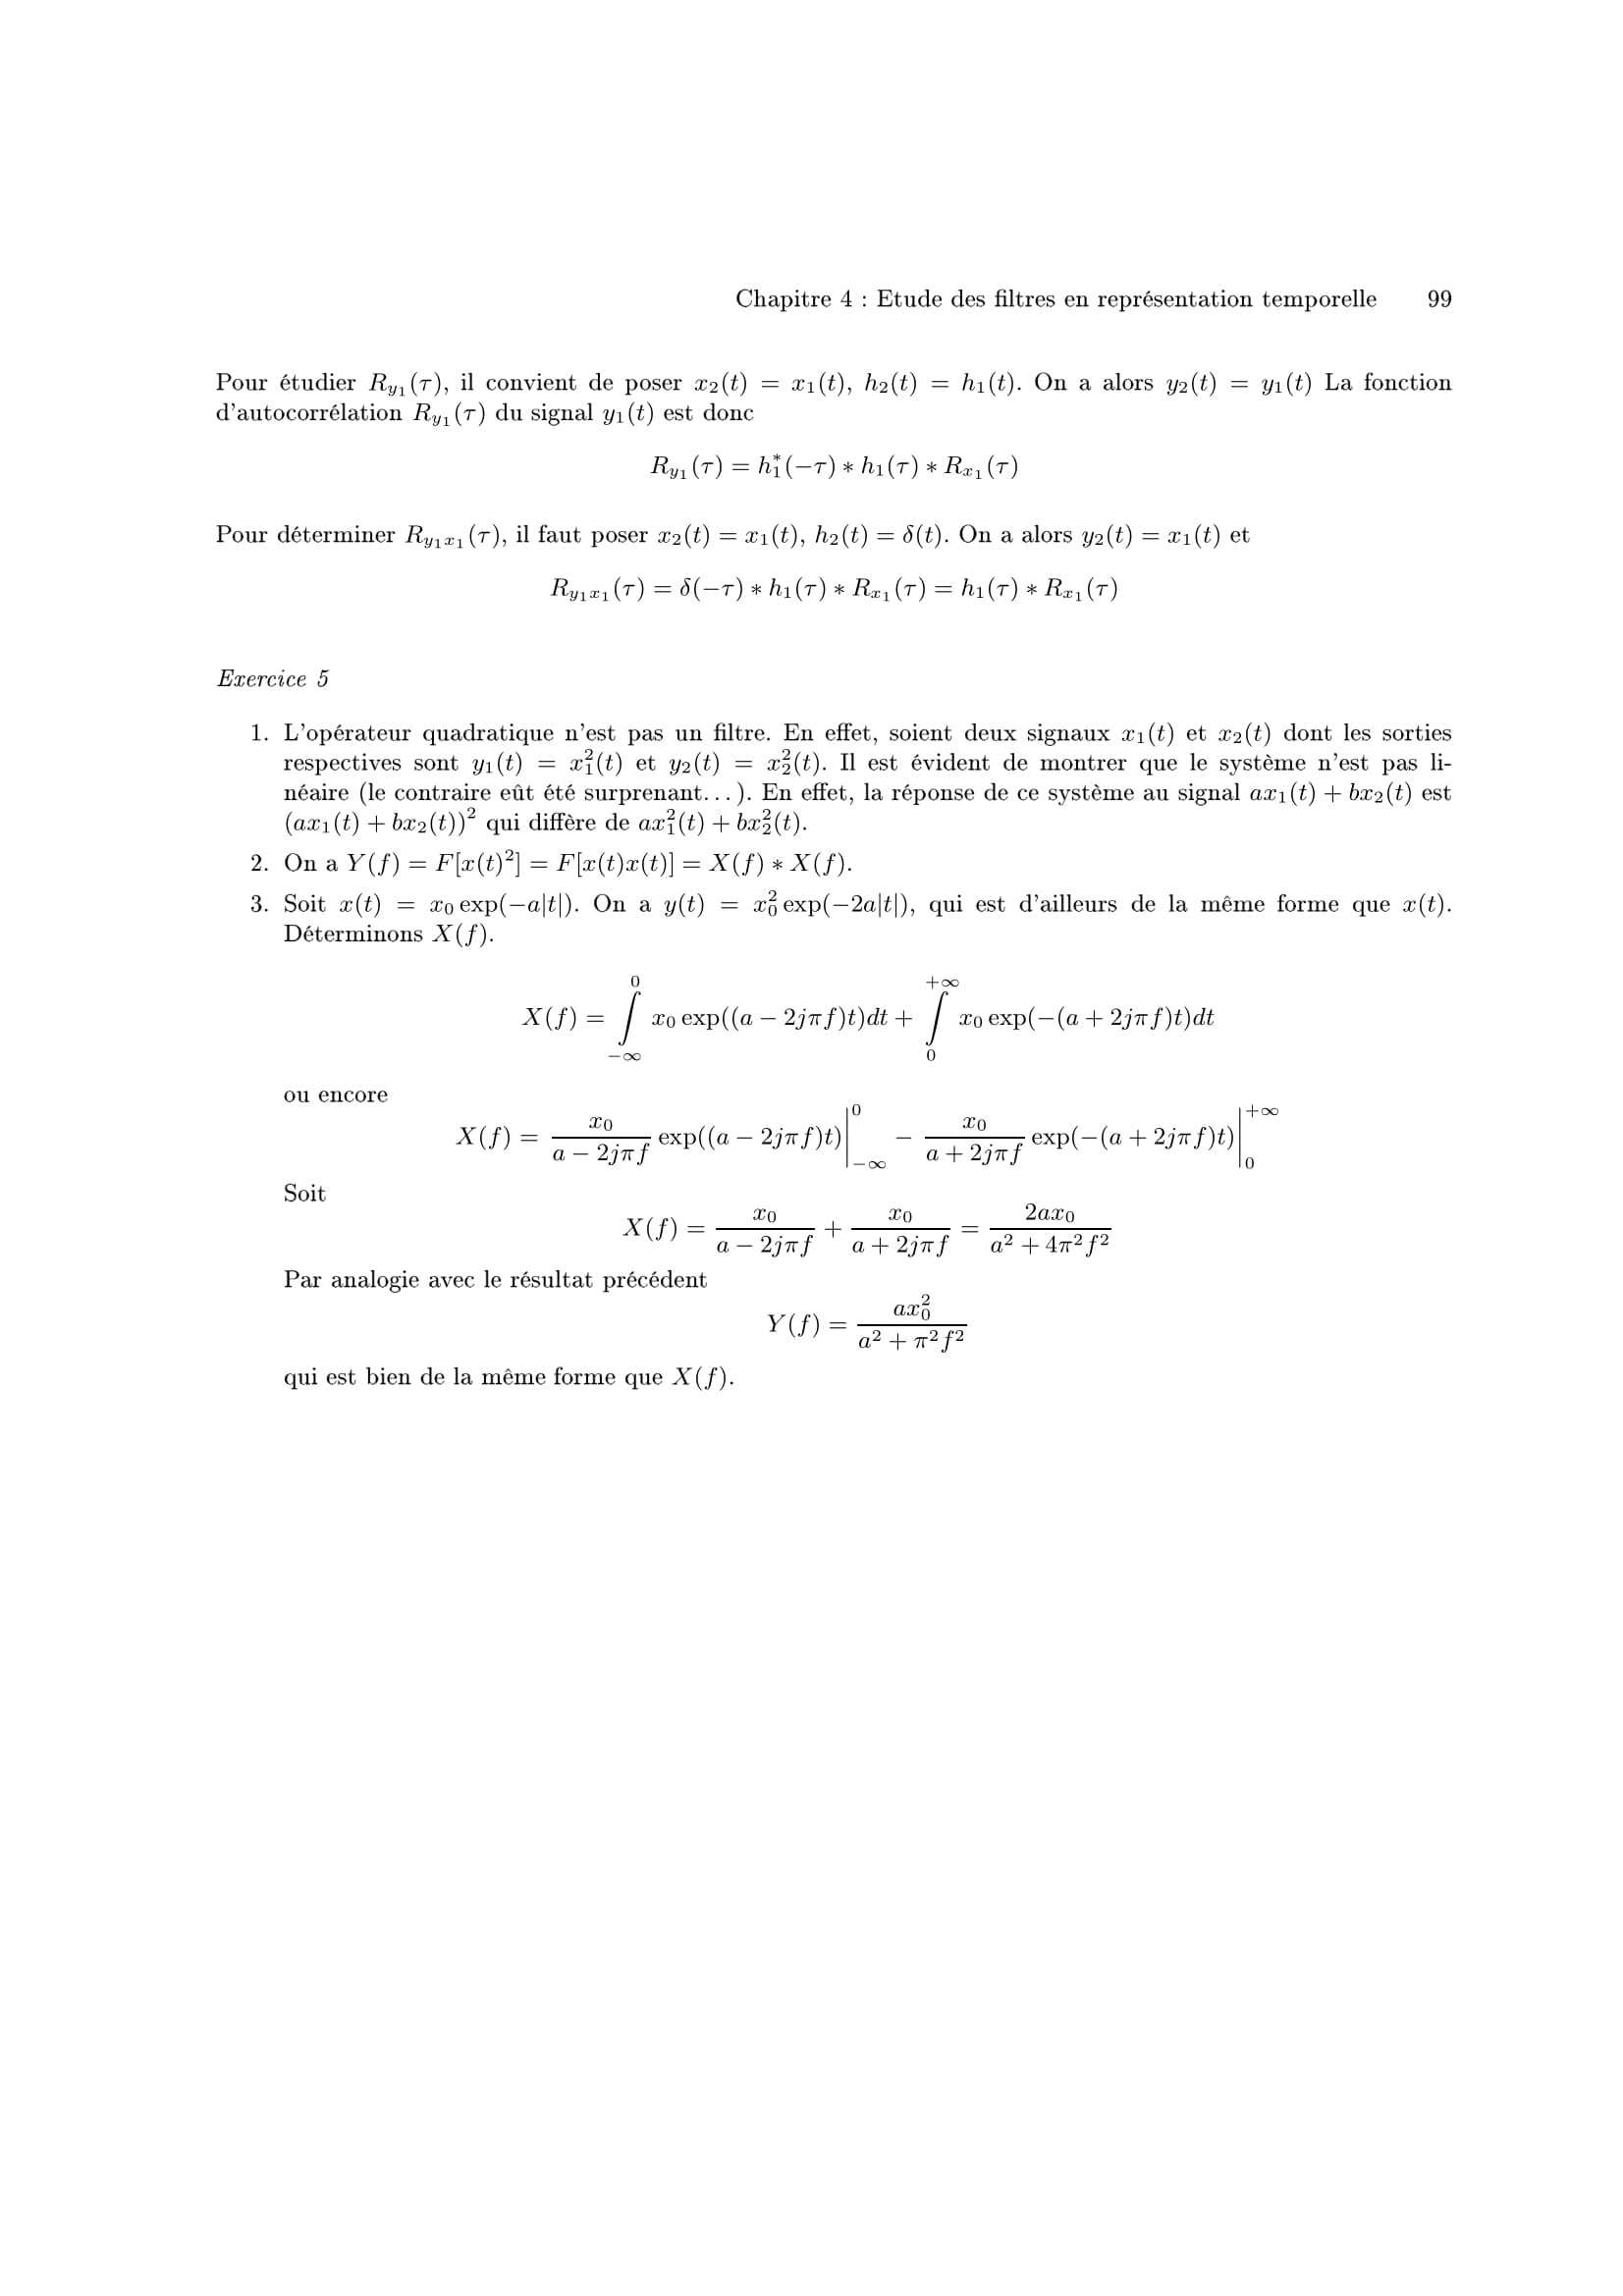 Chapitre 4 : Etude des filtres en représentation temporelle 99
Pour étudier $R_{y_1}(\tau)$, il convient de poser $x_2(t) = x_1(t)$, $h_2(t) = h_1(t)$. On a alors $y_2(t) = y_1(t)$ La fonction
d'autocorrélation $R_{y_1}(\tau)$ du signal $y_1(t)$ est donc
$R_{y_1}(\tau) = h_1^*(-\tau) * h_1(\tau) * R_{x_1}(\tau)$
Pour déterminer $R_{y_1 x_1}(\tau)$, il faut poser $x_2(t) = x_1(t)$, $h_2(t) = \delta(t)$. On a alors $y_2(t) = x_1(t)$ et
$R_{y_1 x_1}(\tau) = \delta(-\tau) * h_1(\tau) * R_{x_1}(\tau) = h_1(\tau) * R_{x_1}(\tau)$
Exercice 5
1. L'opérateur quadratique n'est pas un filtre. En effet, soient deux signaux $x_1(t)$ et $x_2(t)$ dont les sorties
respectives sont $y_1(t) = x_1^2(t)$ et $y_2(t) = x_2^2(t)$. Il est évident de montrer que le système n'est pas li-
néaire (le contraire eût été surprenant...). En effet, la réponse de ce système au signal $ax_1(t) + bx_2(t)$ est
$(ax_1(t) + bx_2(t))^2$ qui diffère de $ax_1^2(t) + bx_2^2(t)$.
2. On a $Y(f) = F[x(t)^2] = F[x(t)x(t)] = X(f) * X(f)$.
3. Soit $x(t) = x_0 \exp(-a|t|)$. On a $y(t) = x_0^2 \exp(-2a|t|)$, qui est d'ailleurs de la même forme que $x(t)$.
Déterminons $X(f)$.
$X(f) = \int_{-\infty}^{0} x_0 \exp((a - 2j\pi f)t)dt + \int_{0}^{+\infty} x_0 \exp(-(a + 2j\pi f)t)dt$
ou encore
$X(f) = \frac{x_0}{a - 2j\pi f} \exp((a - 2j\pi f)t)\Big|_{-\infty}^{0} - \frac{x_0}{a + 2j\pi f} \exp(-(a + 2j\pi f)t)\Big|_{0}^{+\infty}$
Soit
$X(f) = \frac{x_0}{a - 2j\pi f} + \frac{x_0}{a + 2j\pi f} = \frac{2ax_0}{a^2 + 4\pi^2 f^2}$
Par analogie avec le résultat précédent
$Y(f) = \frac{ax_0^2}{a^2 + \pi^2 f^2}$
qui est bien de la même forme que $X(f)$.